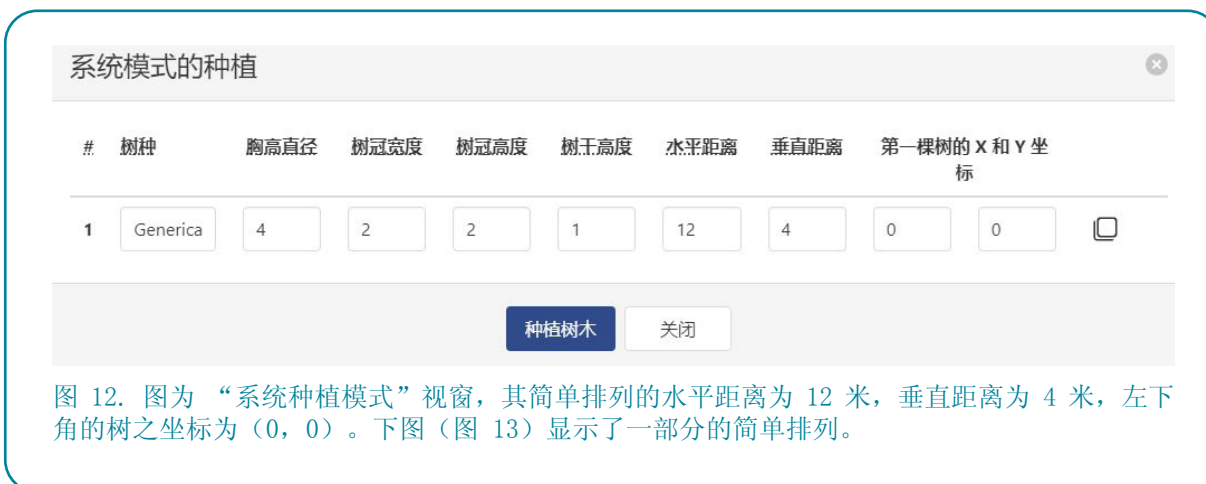 系统模式的种植
# 树种 胸高直径 树冠宽度 树冠高度 树干高度 水平距离 垂直距离 第一棵树的 X 和 Y 坐
标
1 Generica 4 2 2 1 12 4 0 0
种植树木 关闭
图 12. 图为 “系统种植模式”视窗，其简单排列的水平距离为 12 米，垂直距离为 4 米，左下
角的树之坐标为（0，0）。下图（图 13）显示了一部分的简单排列。